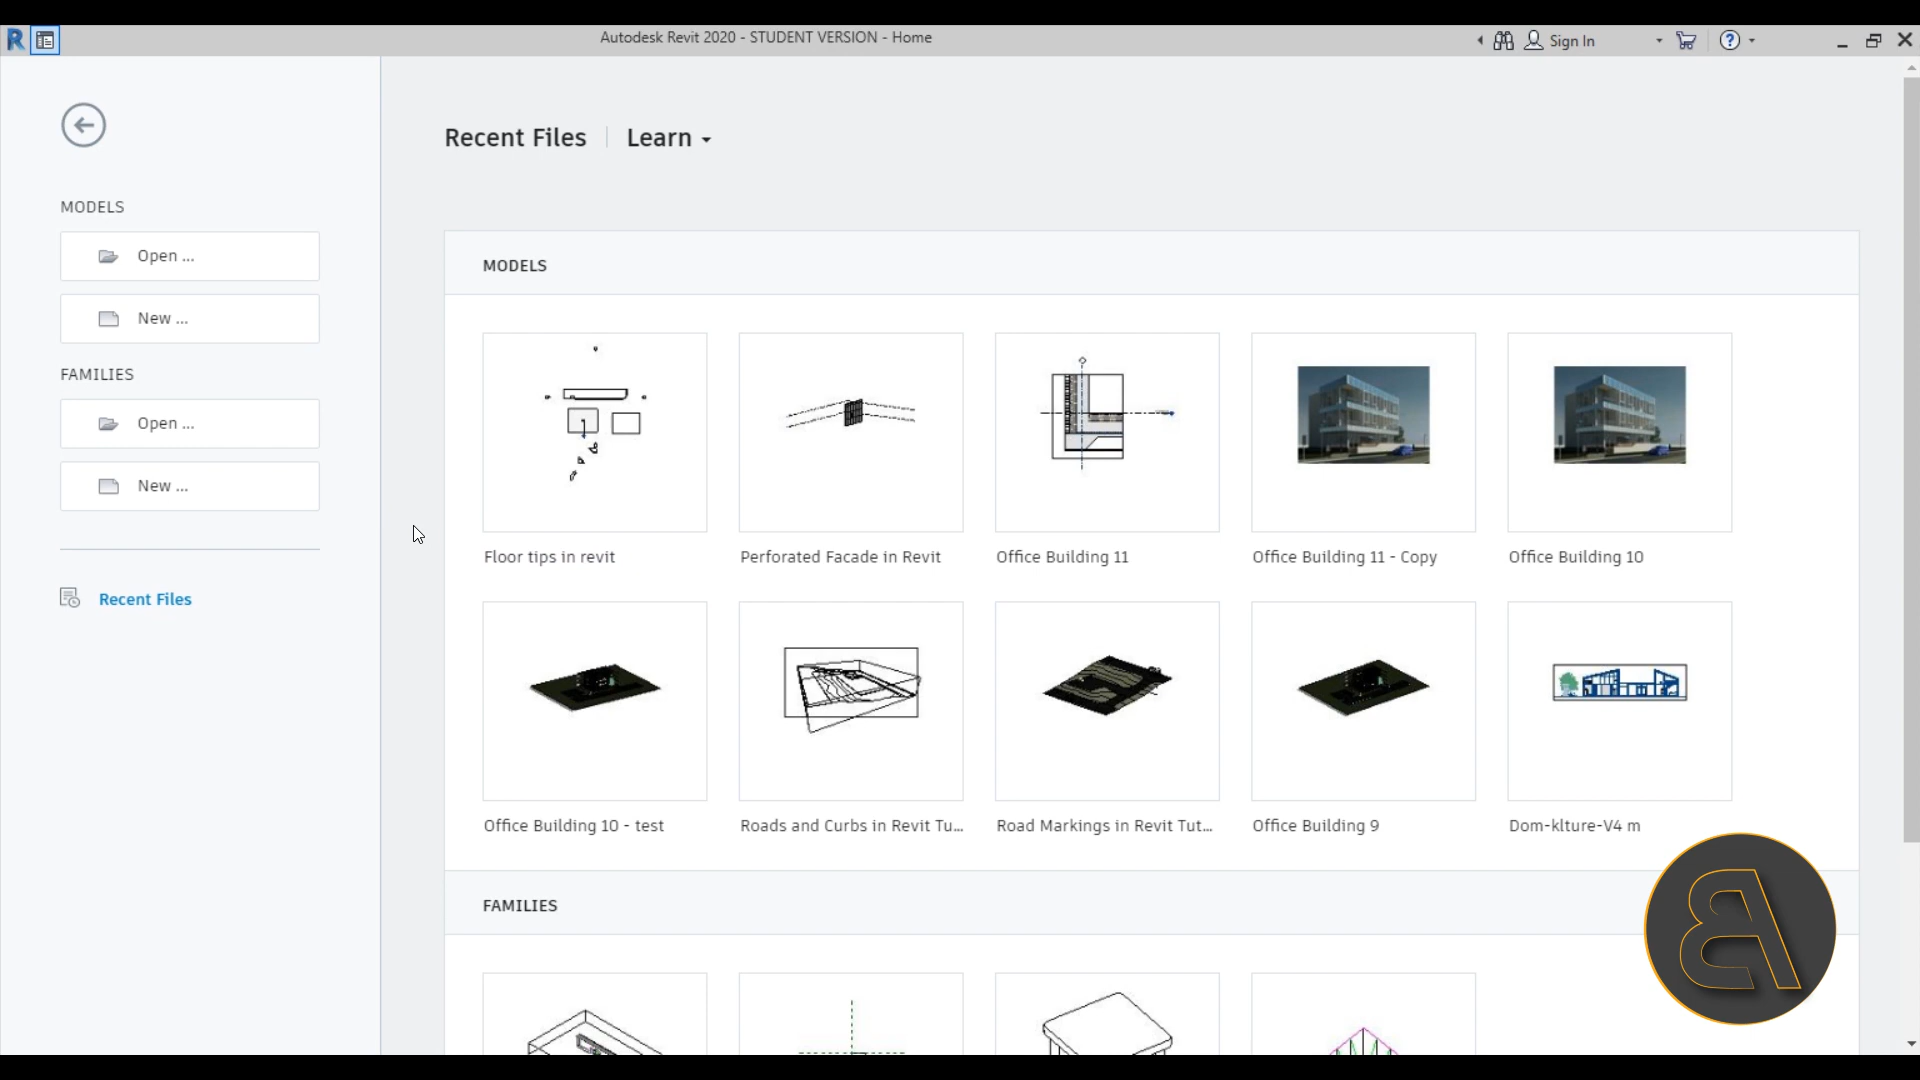 Autodesk Revit 2020 - STUDENT VERSION - Home
Sign In
Recent Files
Learn
MODELS
Open ...
New ...
FAMILIES
Open ...
New ...
Recent Files
MODELS
Floor tips in revit
Perforated Facade in Revit
Office Building 11
Office Building 11 - Copy
Office Building 10
Office Building 10 - test
Roads and Curbs in Revit Tu...
Road Markings in Revit Tut...
Office Building 9
Dom-klture-V4 m
FAMILIES